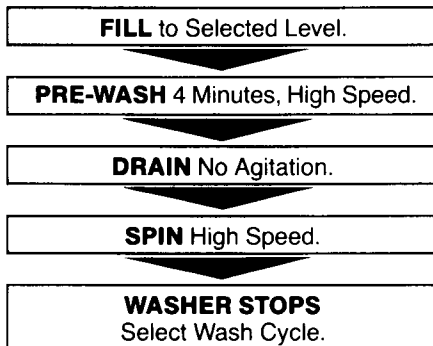 FILL to Selected Level.
PRE-WASH 4 Minutes, High Speed.
DRAIN No Agitation.
SPIN High Speed.
WASHER STOPS
Select Wash Cycle.